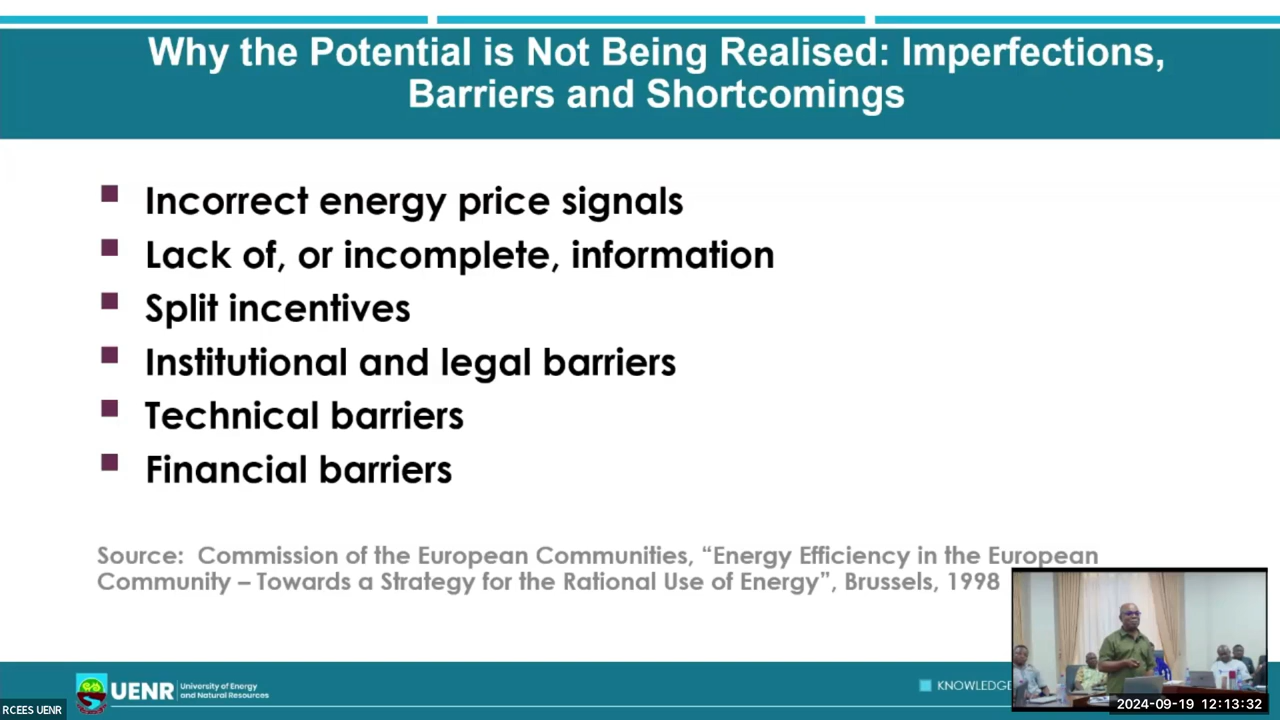 Why the Potential is Not Being Realised: Imperfections,
Barriers and Shortcomings
Incorrect energy price signals
Lack of, or incomplete, information
Split incentives
Institutional and legal barriers
Technical barriers
Financial barriers
Source: Commission of the European Communities, “Energy Efficiency in the European
Community – Towards a Strategy for the Rational Use of Energy”, Brussels, 1998
UENR
University of Energy
and Natural Resources
KNOWLEDGE
RCEES UENR
2024-09-19 12:13:32